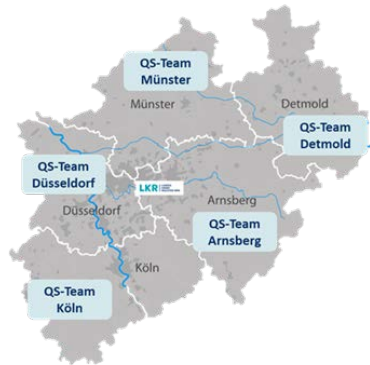 QS-Team
Münster
Münster
Detmold
QS-Team
Detmold
QS-Team
Düsseldorf
LKR
Düsseldorf
Arnsberg
QS-Team
Arnsberg
Köln
QS-Team
Köln